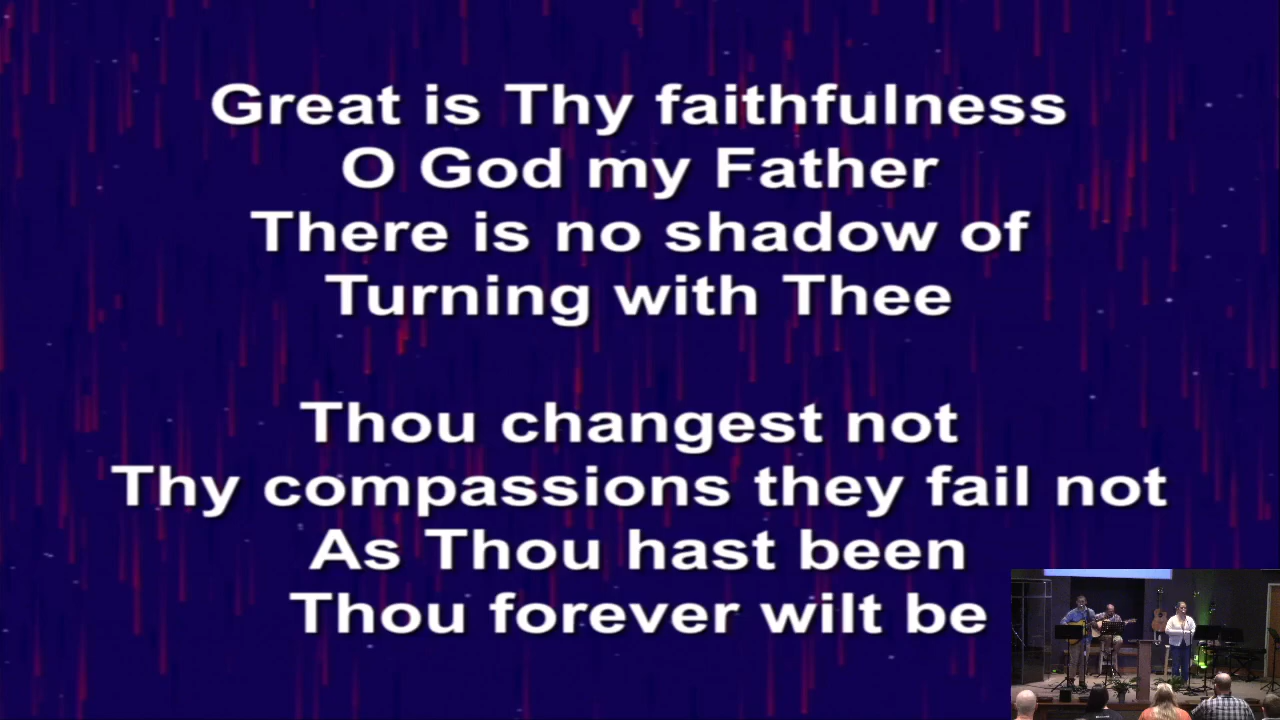 Great is Thy faithfulness
O God my Father
There is no shadow of
Turning with Thee
Thou changest not
Thy compassions they fail not
As Thou hast been
Thou forever wilt be